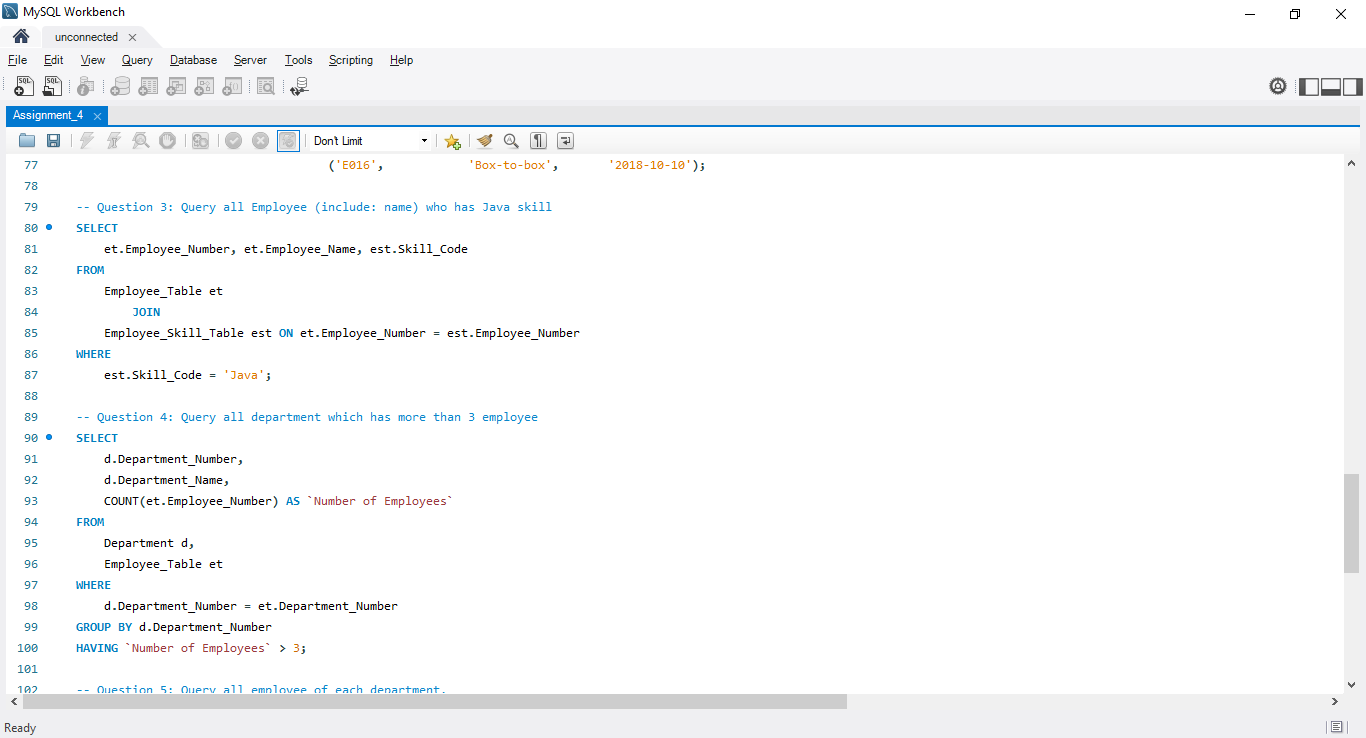 MySQL Workbench
unconnected
File Edit View Query Database Server Tools Scripting Help
Assignment_4
Don't Limit
77 ('E016', 'Box-to-box', '2018-10-10');
78
79 -- Question 3: Query all Employee (include: name) who has Java skill
80 SELECT
81 et.Employee_Number, et.Employee_Name, est.Skill_Code
82 FROM
83 Employee_Table et
84 JOIN
85 Employee_Skill_Table est ON et.Employee_Number = est.Employee_Number
86 WHERE
87 est.Skill_Code = 'Java';
88
89 -- Question 4: Query all department which has more than 3 employee
90 SELECT
91 d.Department_Number,
92 d.Department_Name,
93 COUNT(et.Employee_Number) AS `Number of Employees`
94 FROM
95 Department d,
96 Employee_Table et
97 WHERE
98 d.Department_Number = et.Department_Number
99 GROUP BY d.Department_Number
100 HAVING `Number of Employees` > 3;
101
102 -- Question 5: Query all employee of each department.
Ready